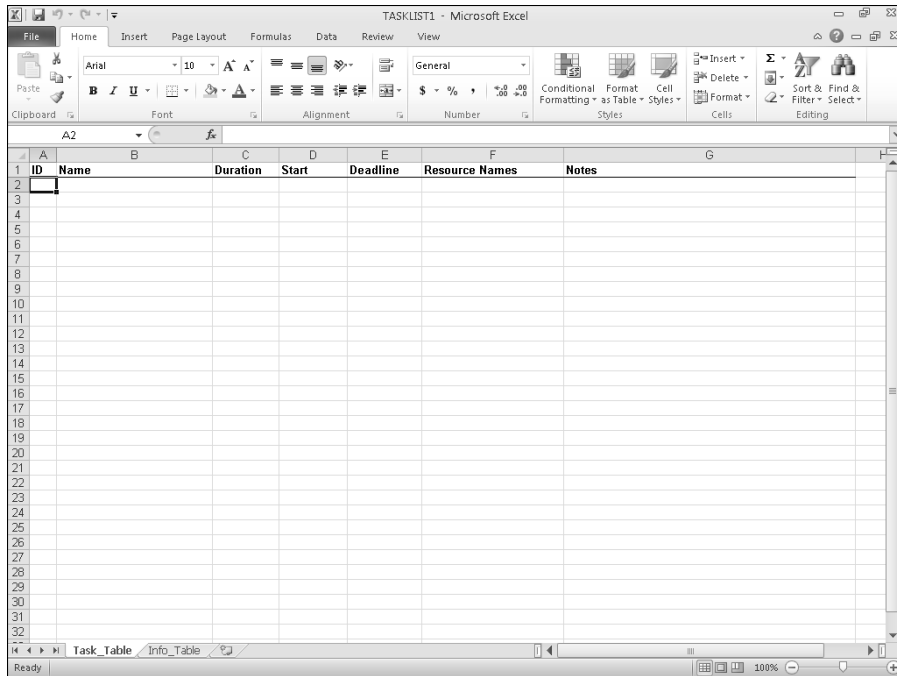 TASKLIST1 - Microsoft Excel
File Home Insert Page Layout Formulas Data Review View
Paste
Arial 10 A A
B I U A
General
$ % , .00 .00
Conditional Formatting
Format as Table
Cell Styles
Insert
Delete
Format
Σ
Sort & Filter
Find & Select
Clipboard Font Alignment Number Styles Cells Editing
A2 fx
A B C D E F G H
1 ID Name Duration Start Deadline Resource Names Notes
2
3
4
5
6
7
8
9
10
11
12
13
14
15
16
17
18
19
20
21
22
23
24
25
26
27
28
29
30
31
32
Task_Table Info_Table
Ready 100%